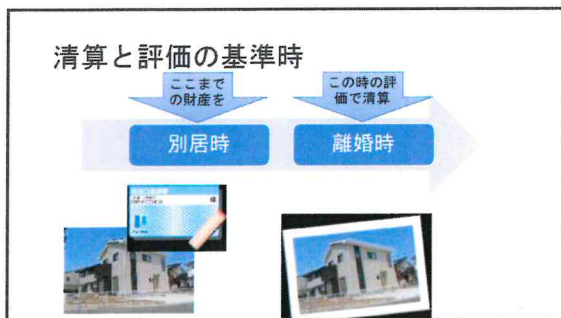 清算と評価の基準時
ここまで
の財産を
この時の評
価で清算
別居時
離婚時